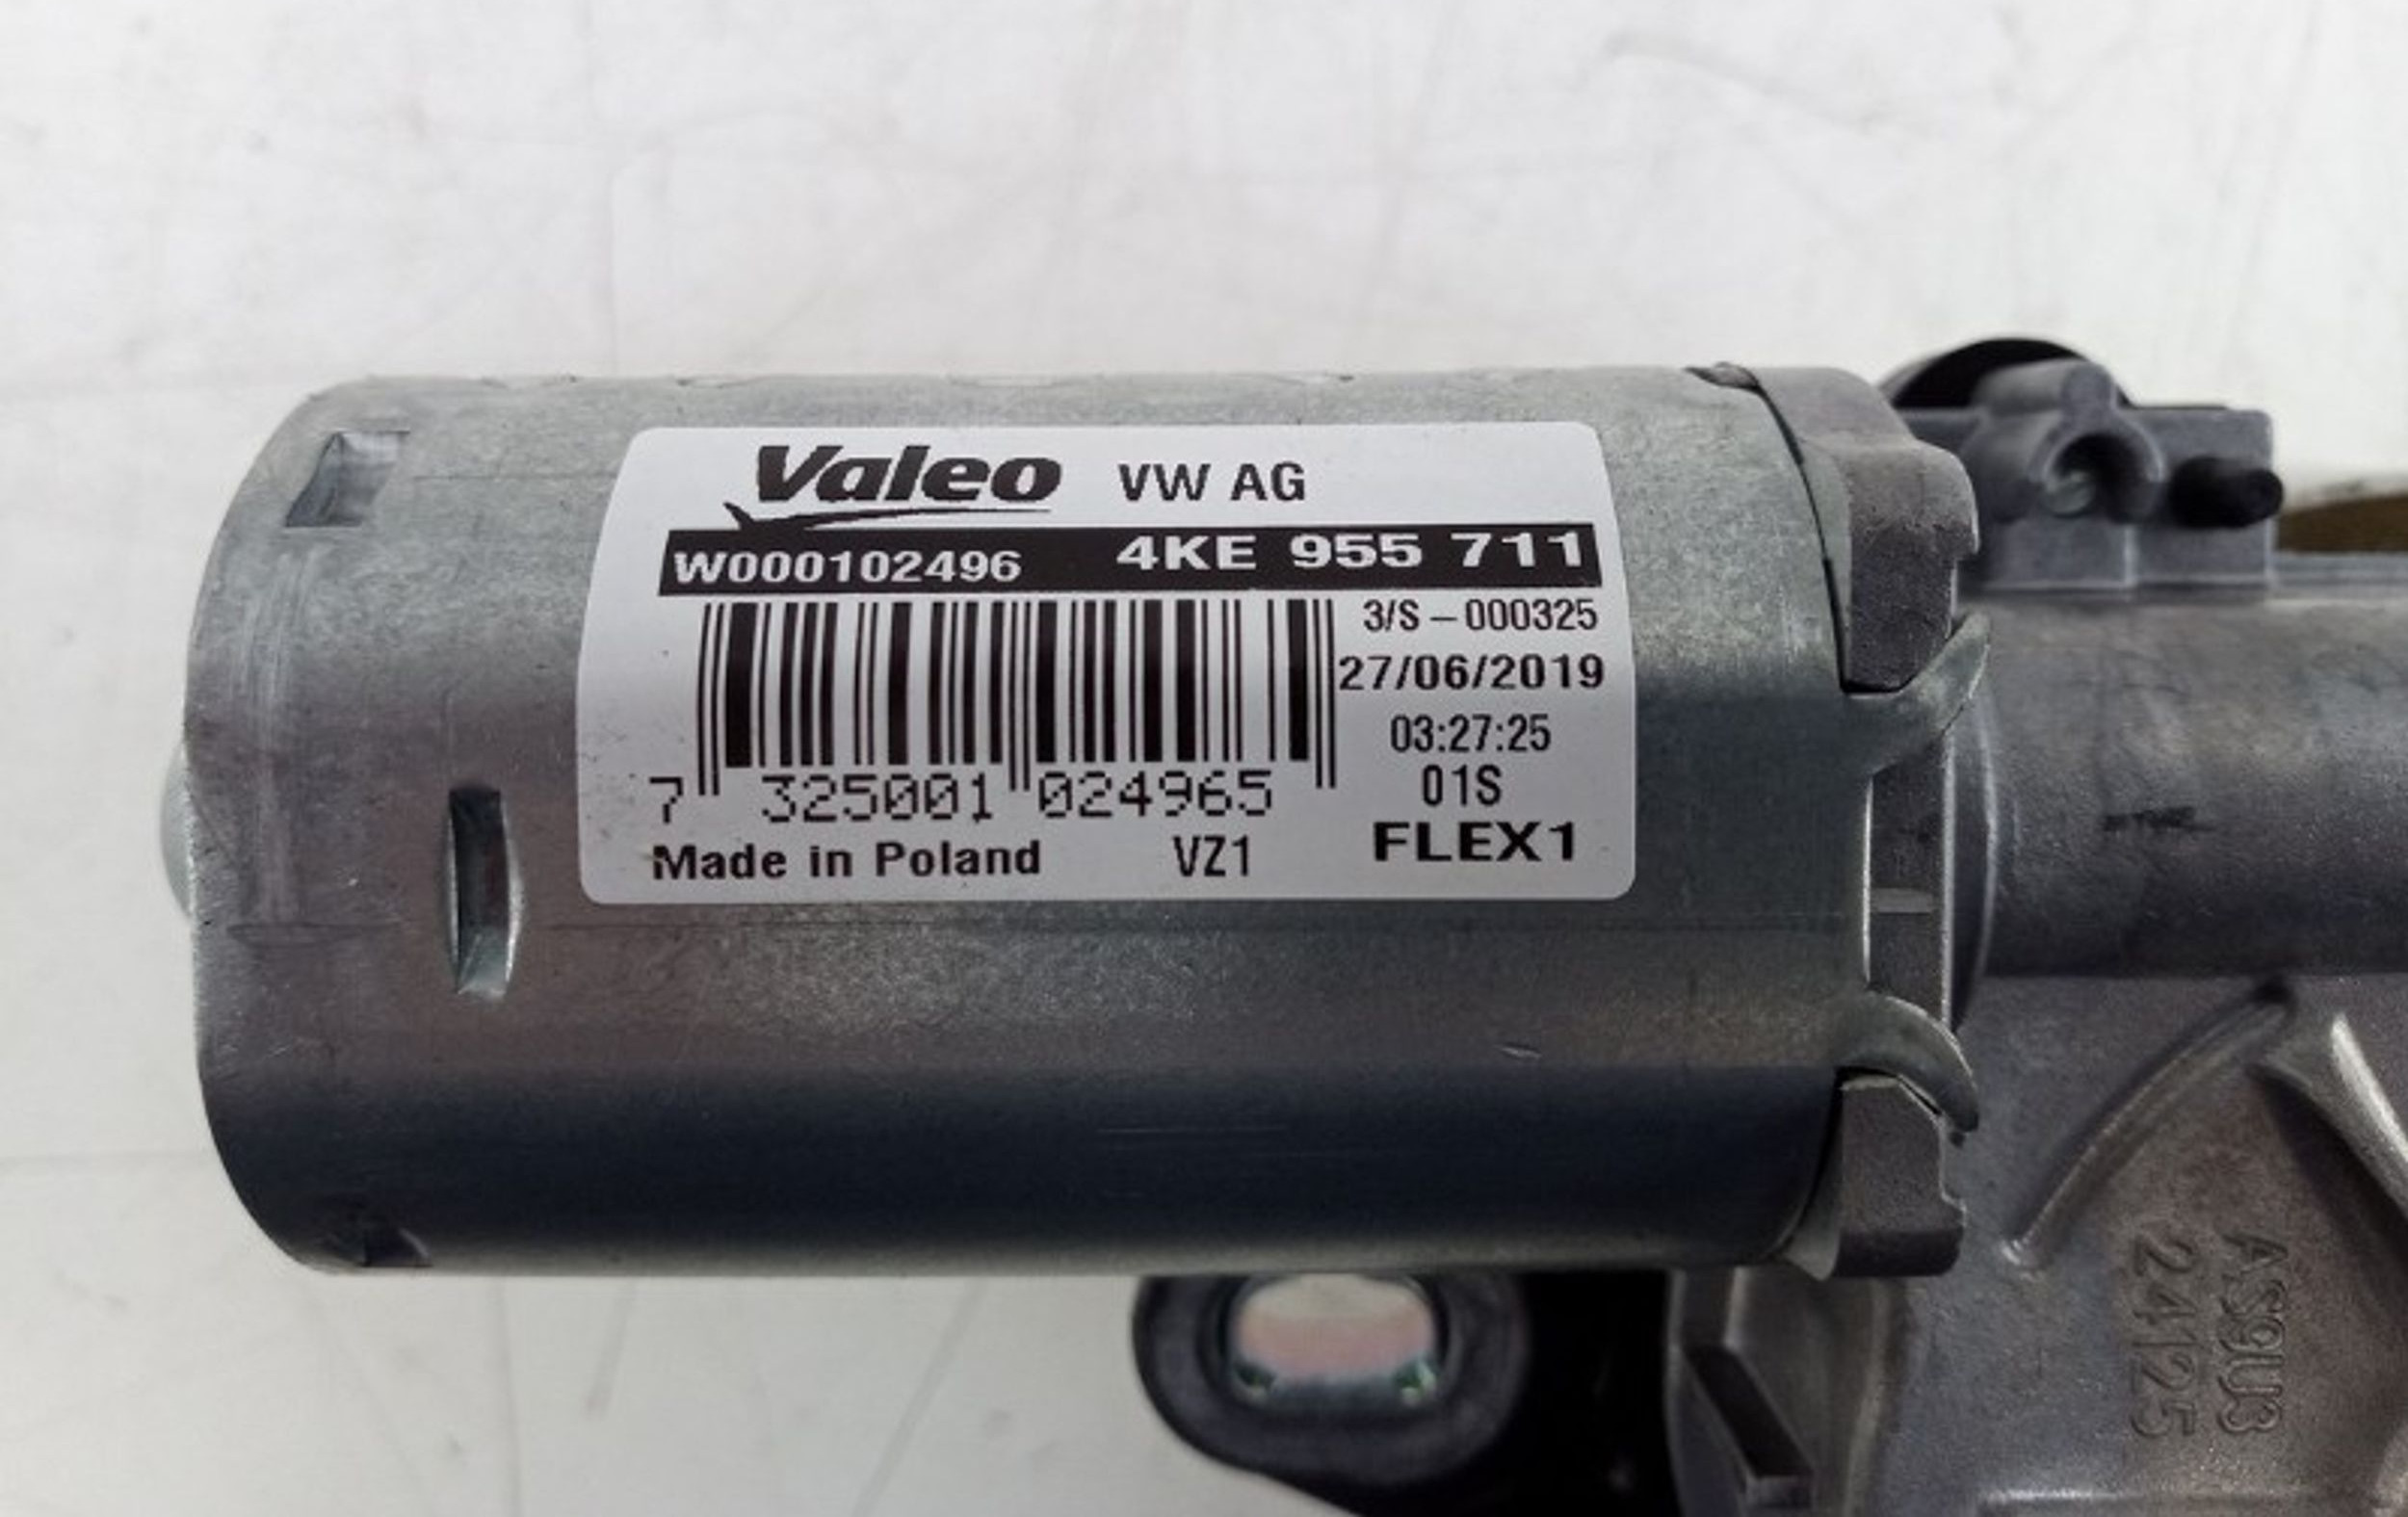 Valeo VW AG
W000102496 4KE 955 711
3/S – 000325
27/06/2019
03:27:25
01S
7 325001 024965
Made in Poland VZ1 FLEX1
AS9U3
24125